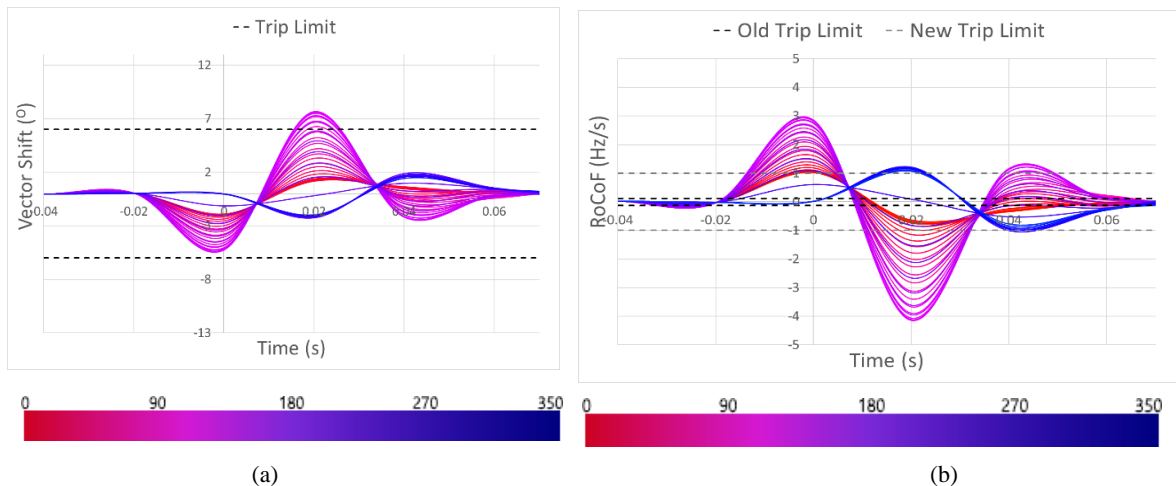 -- Trip Limit
12
7
2
-3
-8
-13
-0.04
-0.02
0
0.02
0.04
0.06
Vector Shift (º)
Time (s)
0 90 180 270 350
(a)
-- Old Trip Limit -- New Trip Limit
5
4
3
2
1
0
-1
-2
-3
-4
-5
-0.04
-0.02
0
0.02
0.04
0.06
RoCoF (Hz/s)
Time (s)
0 90 180 270 350
(b)